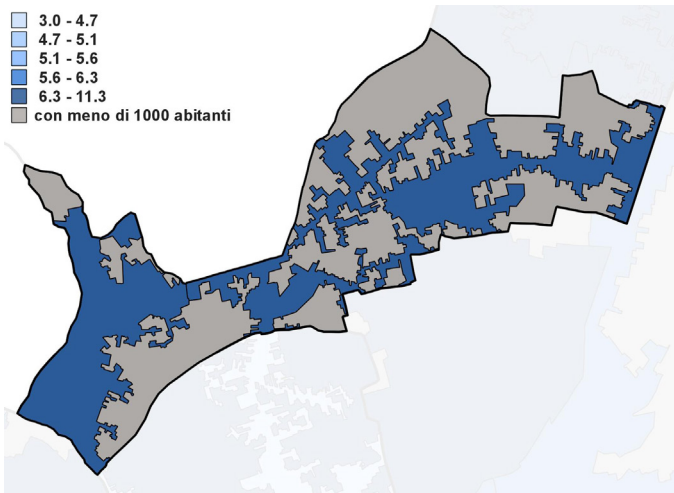 3.0 - 4.7
4.7 - 5.1
5.1 - 5.6
5.6 - 6.3
6.3 - 11.3
con meno di 1000 abitanti